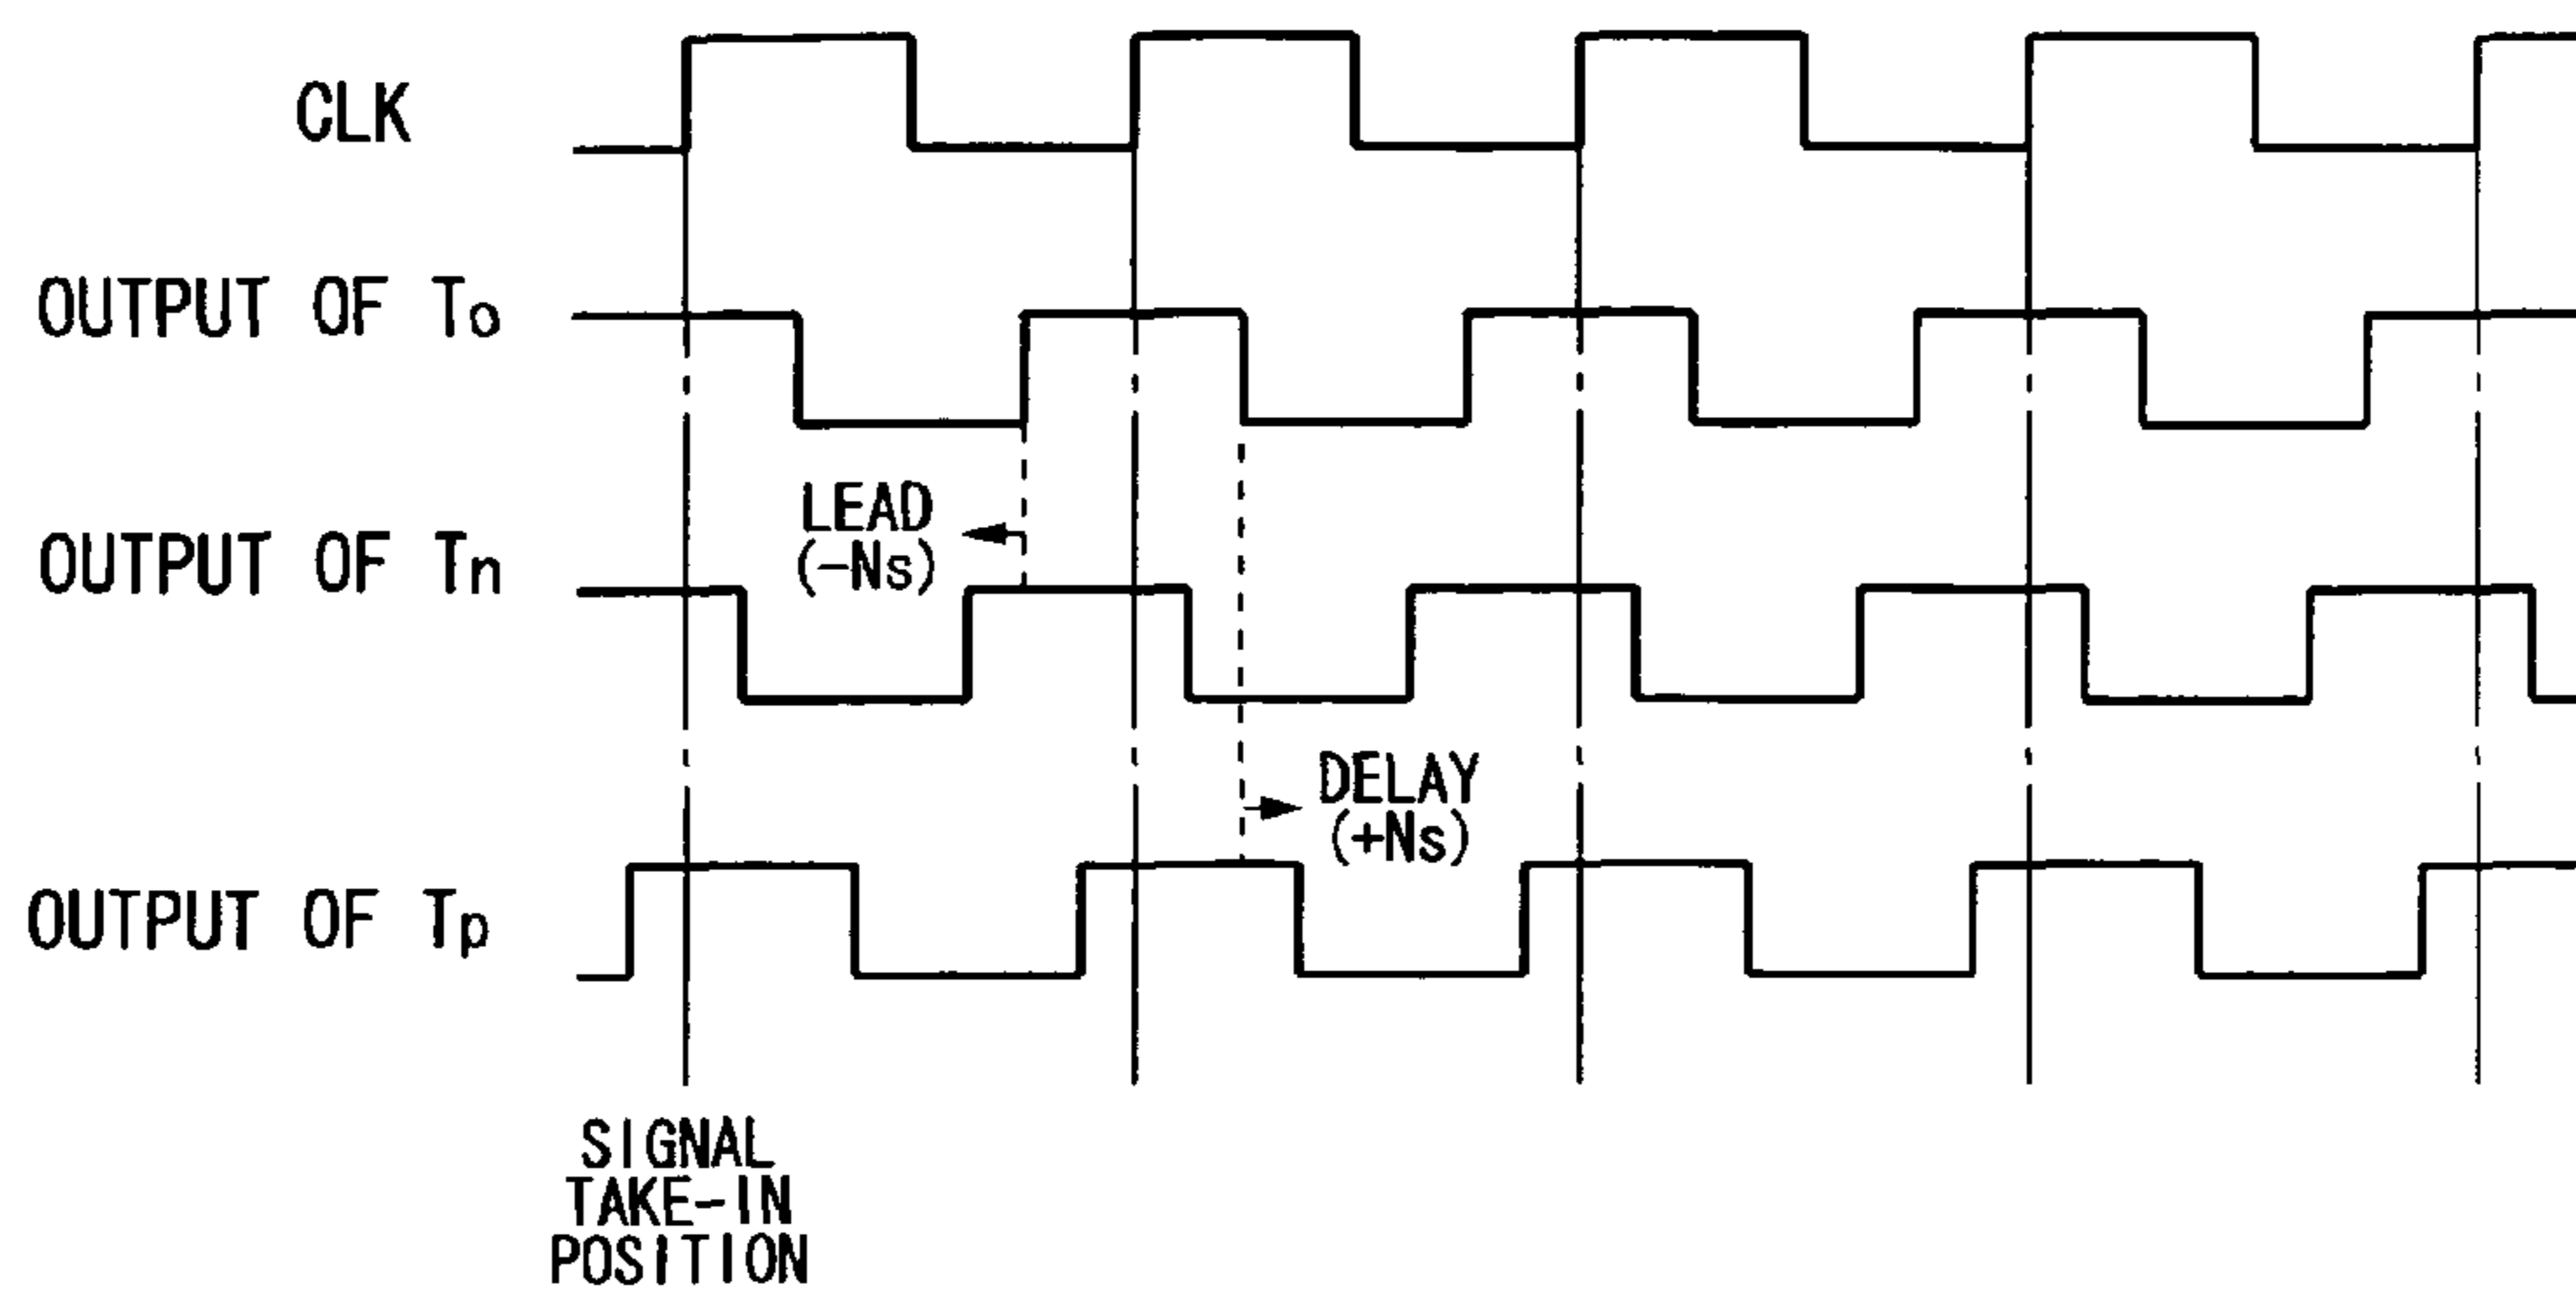 CLK
OUTPUT OF To
LEAD
(-Ns)
OUTPUT OF Tn
DELAY
(+Ns)
OUTPUT OF Tp
SIGNAL
TAKE-IN
POSITION